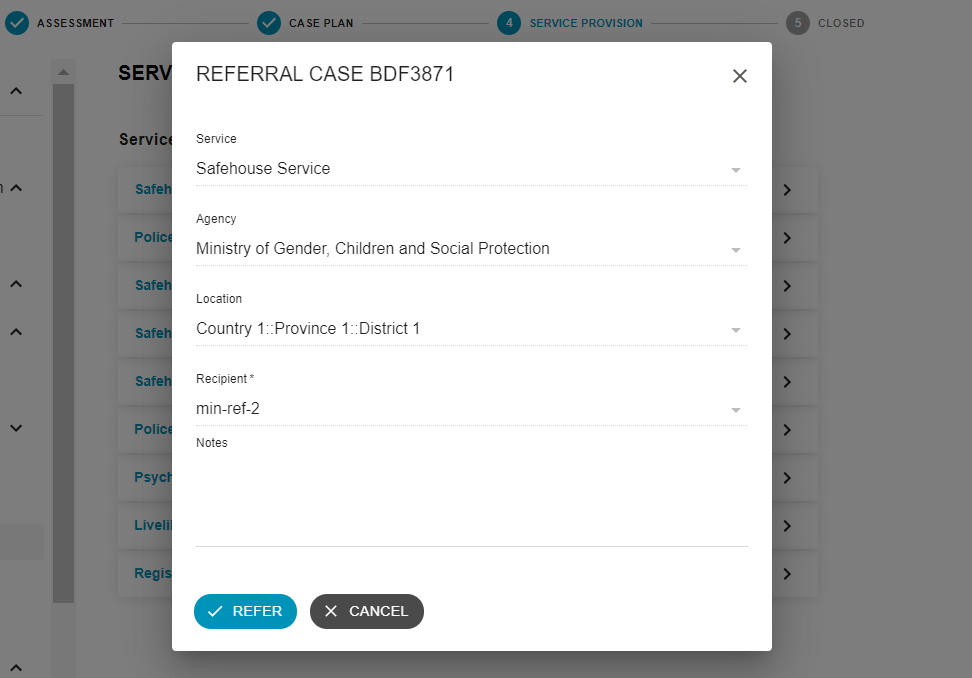 ASSESSMENT
CASE PLAN
4 SERVICE PROVISION
5 CLOSED
SERV
REFERRAL CASE BDF3871
Service
Service
Safehouse Service
Safeh
Agency
Police
Ministry of Gender, Children and Social Protection
Safeh
Location
Country 1::Province 1::District 1
Safeh
Recipient *
Safeh
min-ref-2
Police
Notes
Psych
Liveli
Regis
REFER
CANCEL